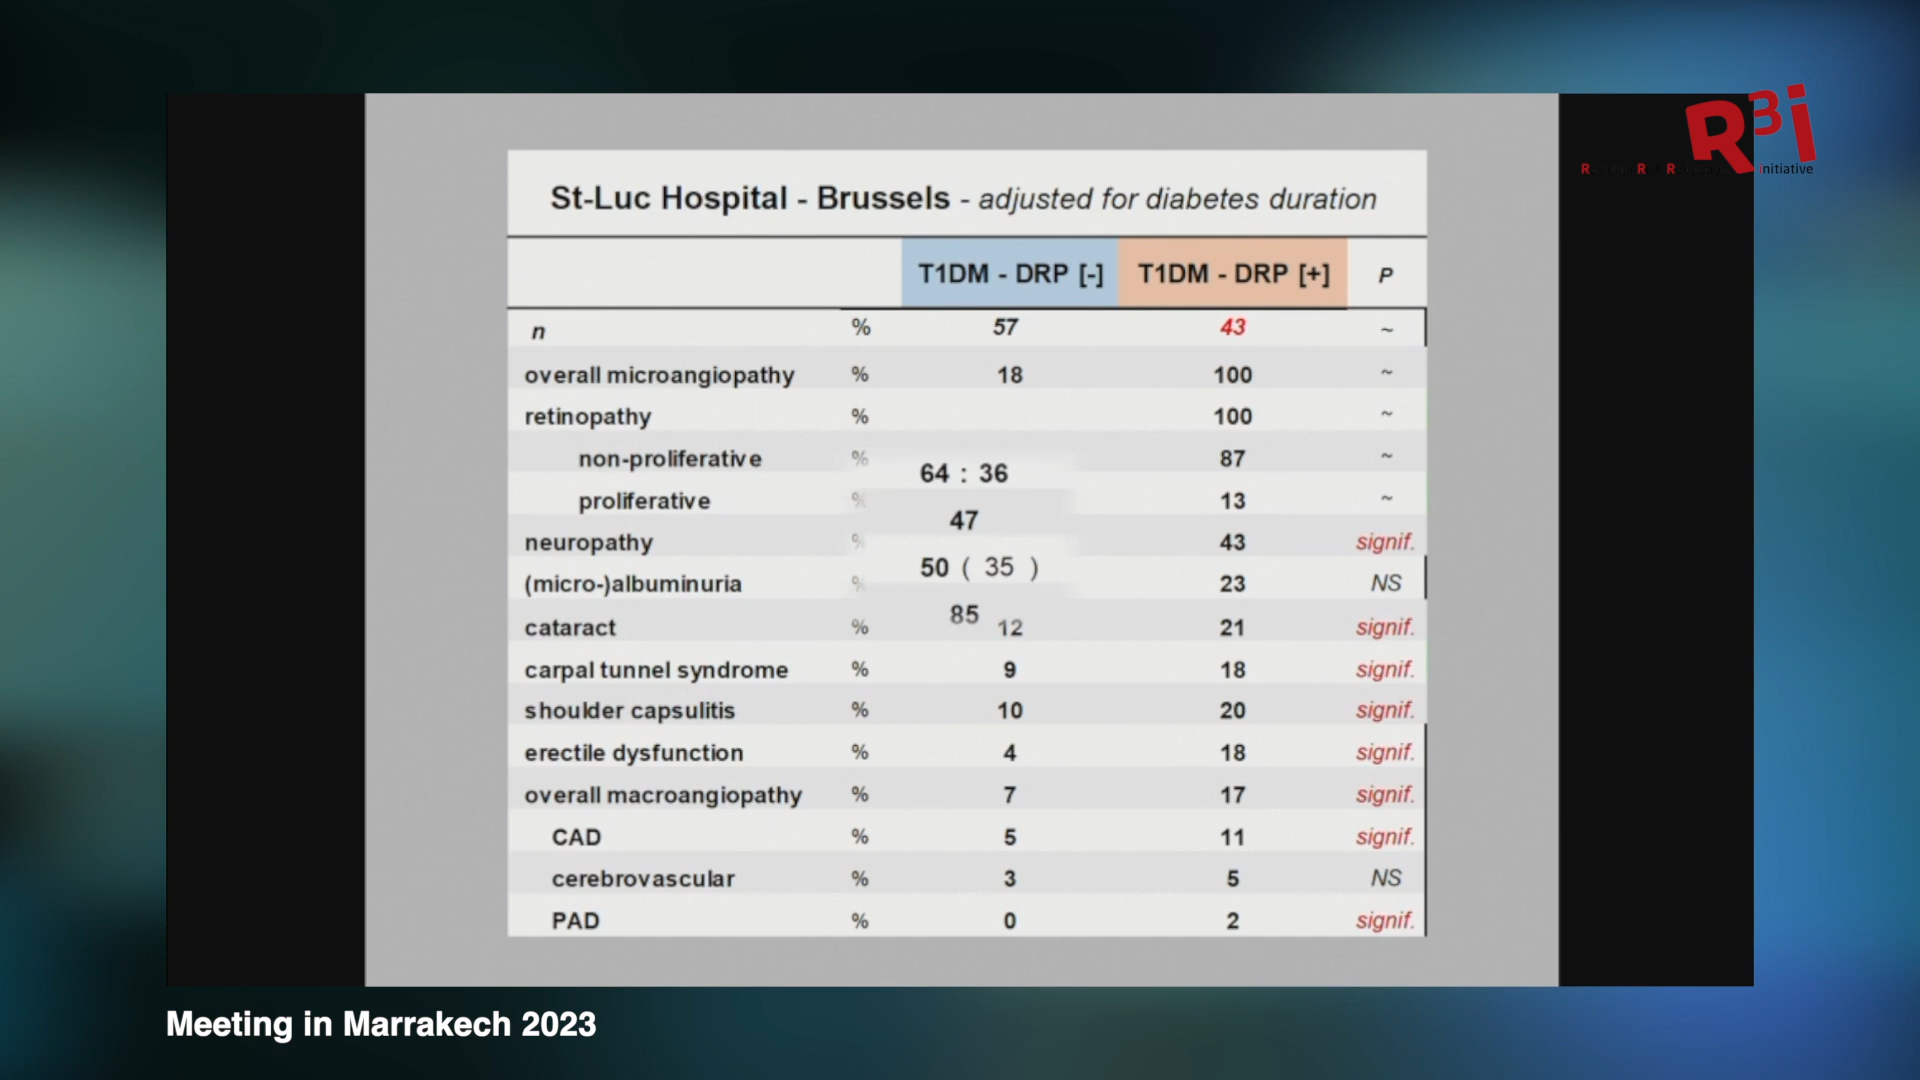 R3i
R R R initiative
St-Luc Hospital - Brussels - adjusted for diabetes duration
T1DM - DRP [-] T1DM - DRP [+] P
n % 57 43 ~
overall microangiopathy % 18 100 ~
retinopathy % 100 ~
non-proliferative % 87 ~
64 : 36
proliferative % 13 ~
47
neuropathy % 43 signif.
50 ( 35 )
(micro-)albuminuria % 23 NS
85
cataract % 12 21 signif.
carpal tunnel syndrome % 9 18 signif.
shoulder capsulitis % 10 20 signif.
erectile dysfunction % 4 18 signif.
overall macroangiopathy % 7 17 signif.
CAD % 5 11 signif.
cerebrovascular % 3 5 NS
PAD % 0 2 signif.
Meeting in Marrakech 2023